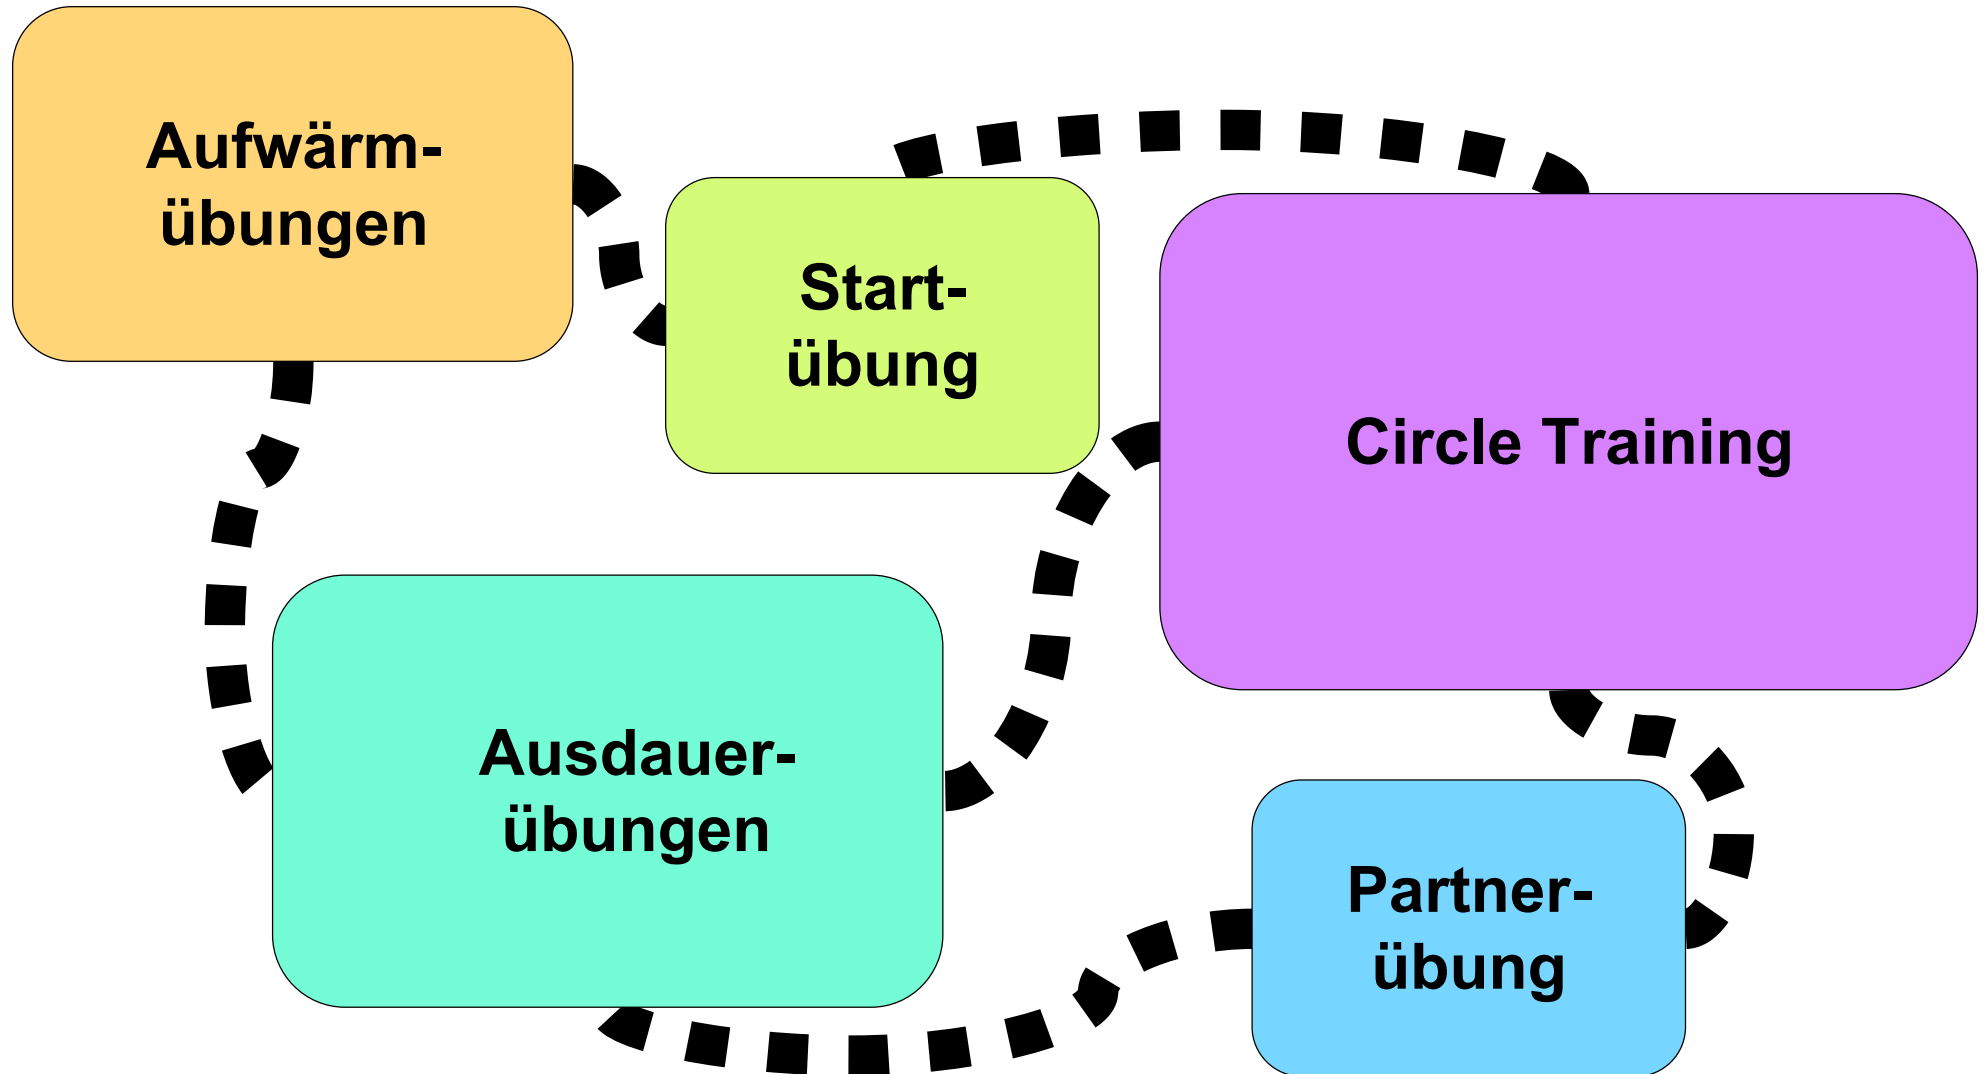 Aufwärm-
übungen
Start-
übung
Circle Training
Ausdauer-
übungen
Partner-
übung